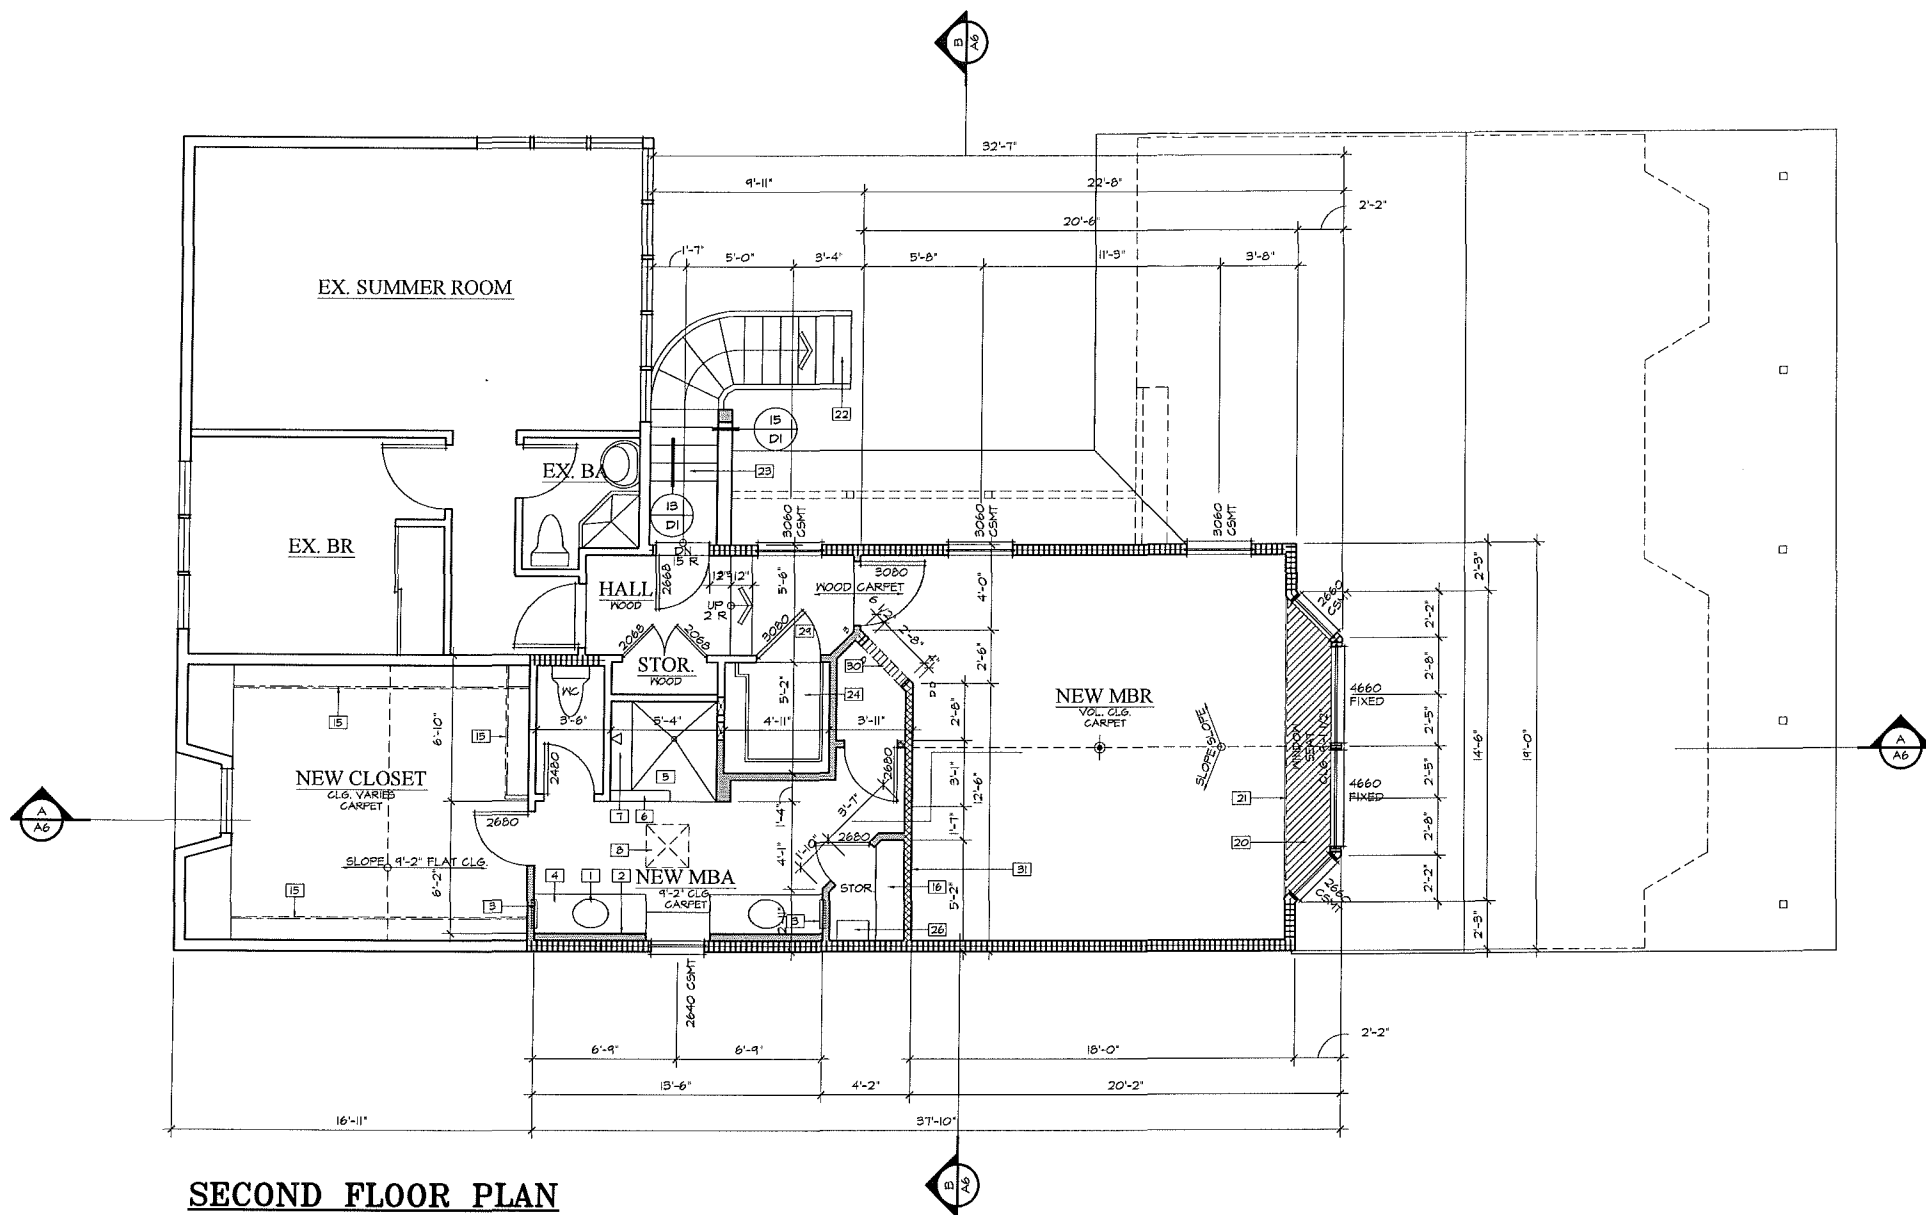 B
A6
32'-7"
9'-11"
22'-8"
2'-2"
20'-6"
1'-7"
5'-0"
3'-4"
5'-8"
11'-3"
3'-8"
EX. SUMMER ROOM
22
15
D1
EX. BA
23
13
D1
3060
CSMT
3060
CSMT
3060
CSMT
EX. BR
DN
15 R
2668
12"
12"
5'-6"
3080
4'-0"
2'-3"
HALL
WOOD
WOOD CARPET
UP
2 R
2660
CSMT
2'-2"
2068
2068
3080
29
2'-8"
2'-6"
2'-8"
STOR.
WOOD
30
WC
5'-2"
24
NEW MBR
VOL. CLG.
CARPET
4660
FIXED
15
3'-6"
5'-4"
4'-11"
3'-11"
2'-8"
SLOPE
SLOPE
2'-5"
14'-6"
19'-0"
6'-10"
15
WINDOW
SEAT
A
A6
NEW CLOSET
CLG. VARIES
CARPET
2480
5
2680
3'-1"
12'-6"
2'-5"
4660
FIXED
21
A
A6
2680
7
6
1'-4"
3'-7"
1'-7"
2680
2'-8"
8
20
SLOPE
9'-2" FLAT CLG.
6'-2"
4'-1"
1'-10"
31
4
1
2
NEW MBA
9'-2" CLG.
CARPET
STOR.
16
2'-2"
15
3
3
5'-2"
26
2'-3"
2640 CSMT
6'-9"
6'-9"
18'-0"
2'-2"
13'-6"
4'-2"
20'-2"
16'-11"
37'-10"
B
A6
SECOND FLOOR PLAN